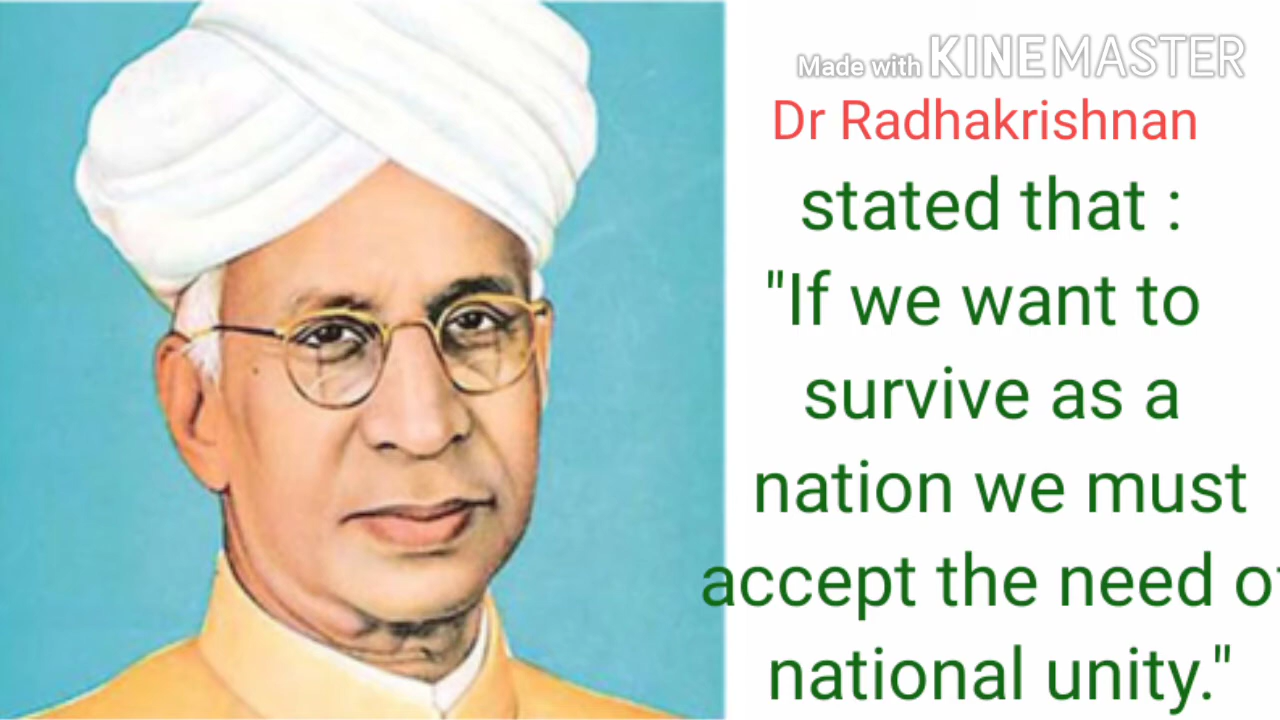 Made with KINEMASTER
Dr Radhakrishnan
stated that :
"If we want to
survive as a
nation we must
accept the need of
national unity."